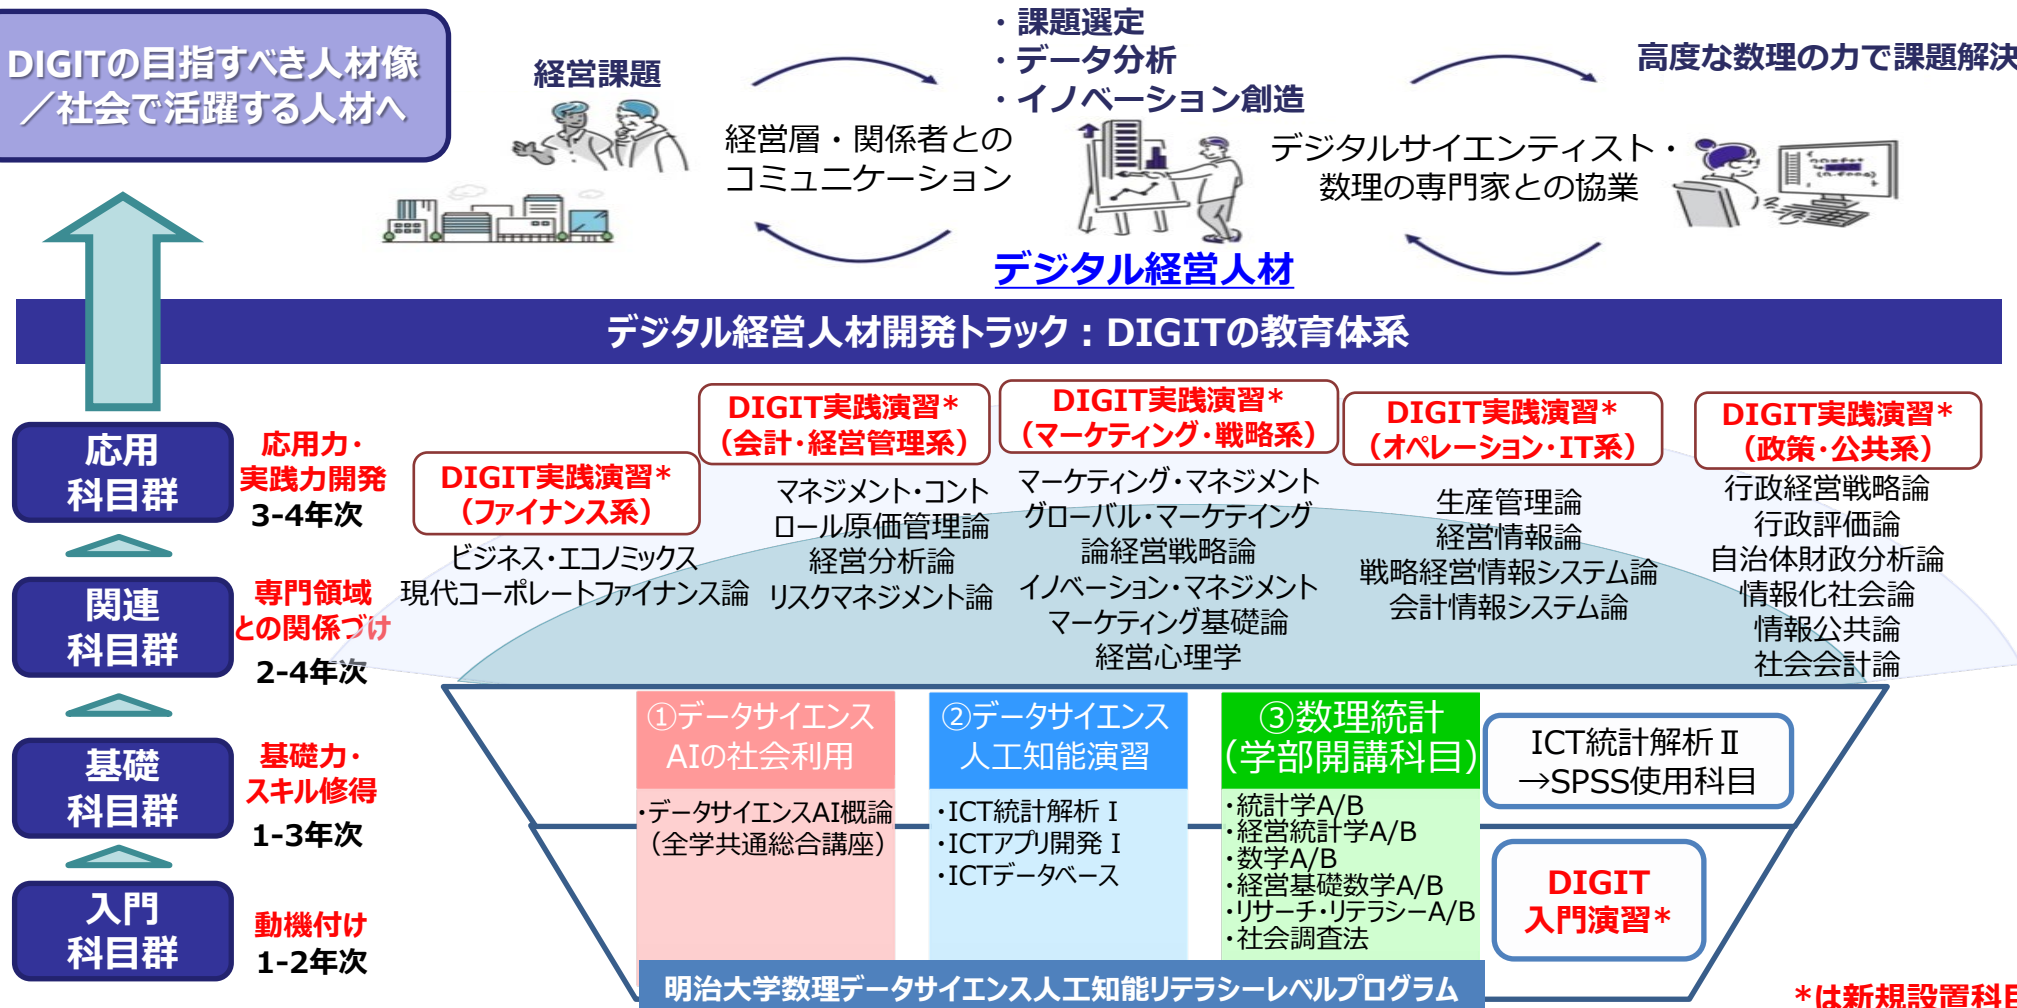 DIGITの目指すべき人材像
／社会で活躍する人材へ
経営課題
経営層・関係者との
コミュニケーション
・課題選定
・データ分析
・イノベーション創造
デジタル経営人材
デジタルサイエンティスト・
数理の専門家との協業
高度な数理の力で課題解決
デジタル経営人材開発トラック：DIGITの教育体系
応用
科目群
応用力・
実践力開発
3-4年次
関連
科目群
専門領域
との関係づけ
2-4年次
基礎
科目群
基礎力・
スキル修得
1-3年次
入門
科目群
動機付け
1-2年次
DIGIT実践演習*
（ファイナンス系）
ビジネス・エコノミックス
現代コーポレートファイナンス論
DIGIT実践演習*
（会計・経営管理系）
マネジメント・コント
ロール原価管理論
経営分析論
リスクマネジメント論
DIGIT実践演習*
（マーケティング・戦略系）
マーケティング・マネジメント
グローバル・マーケテイング
論経営戦略論
イノベーション・マネジメント
マーケティング基礎論
経営心理学
DIGIT実践演習*
（オペレーション・IT系）
生産管理論
経営情報論
戦略経営情報システム論
会計情報システム論
DIGIT実践演習*
（政策・公共系）
行政経営戦略論
行政評価論
自治体財政分析論
情報化社会論
情報公共論
社会会計論
①データサイエンス
AIの社会利用
・データサイエンスAI概論
（全学共通総合講座）
②データサイエンス
人工知能演習
・ICT統計解析Ⅰ
・ICTアプリ開発Ⅰ
・ICTデータベース
③数理統計
（学部開講科目）
・統計学A/B
・経営統計学A/B
・数学A/B
・経営基礎数学A/B
・リサーチ・リテラシーA/B
・社会調査法
ICT統計解析Ⅱ
→SPSS使用科目
DIGIT
入門演習*
明治大学数理データサイエンス人工知能リテラシーレベルプログラム
*は新規設置科目